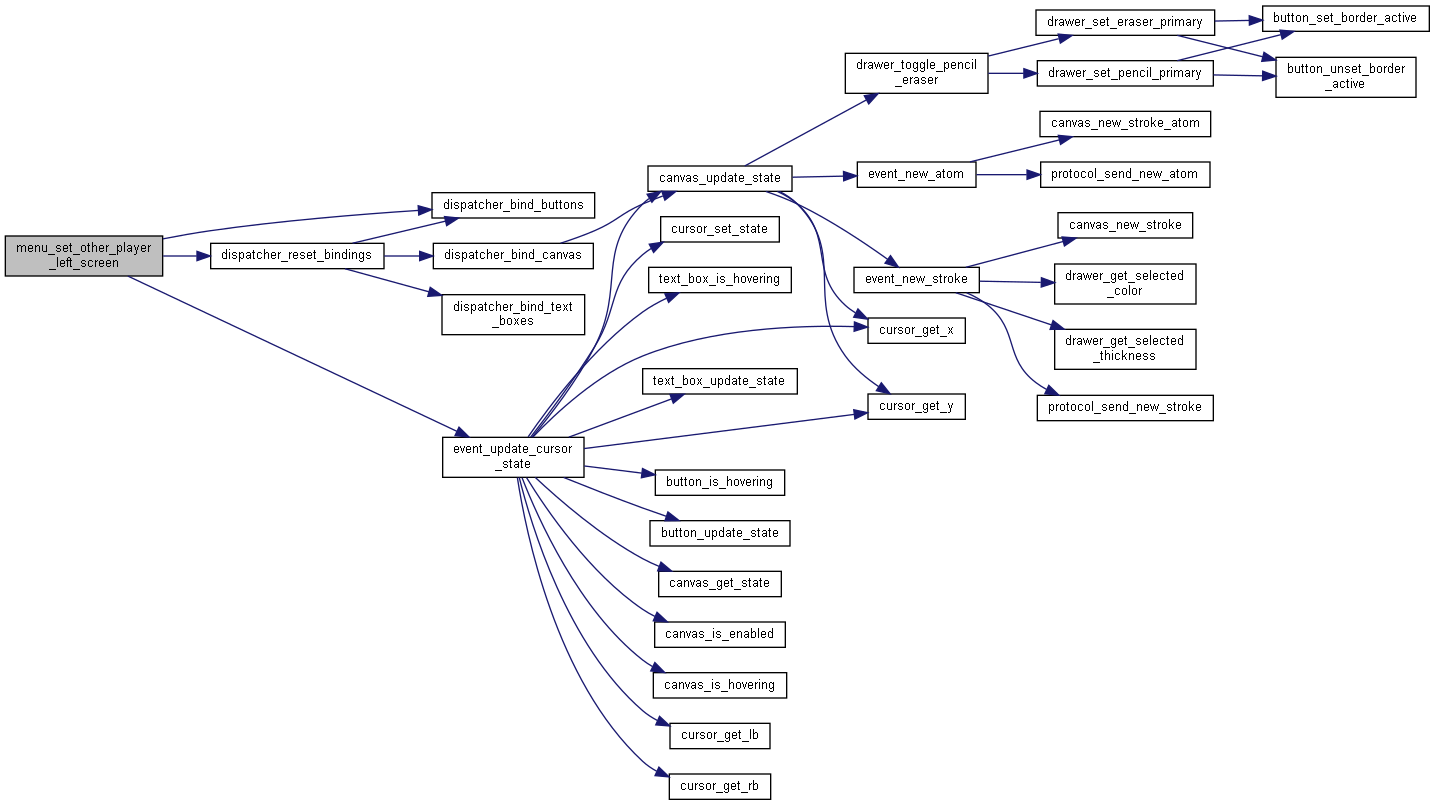 menu_set_other_player
_left_screen
dispatcher_bind_buttons
dispatcher_reset_bindings
dispatcher_bind_canvas
dispatcher_bind_text
_boxes
event_update_cursor
_state
canvas_update_state
cursor_set_state
text_box_is_hovering
text_box_update_state
button_is_hovering
button_update_state
canvas_get_state
canvas_is_enabled
canvas_is_hovering
cursor_get_lb
cursor_get_rb
drawer_toggle_pencil
_eraser
event_new_atom
event_new_stroke
cursor_get_x
cursor_get_y
drawer_set_eraser_primary
drawer_set_pencil_primary
canvas_new_stroke_atom
protocol_send_new_atom
canvas_new_stroke
drawer_get_selected
_color
drawer_get_selected
_thickness
protocol_send_new_stroke
button_set_border_active
button_unset_border
_active